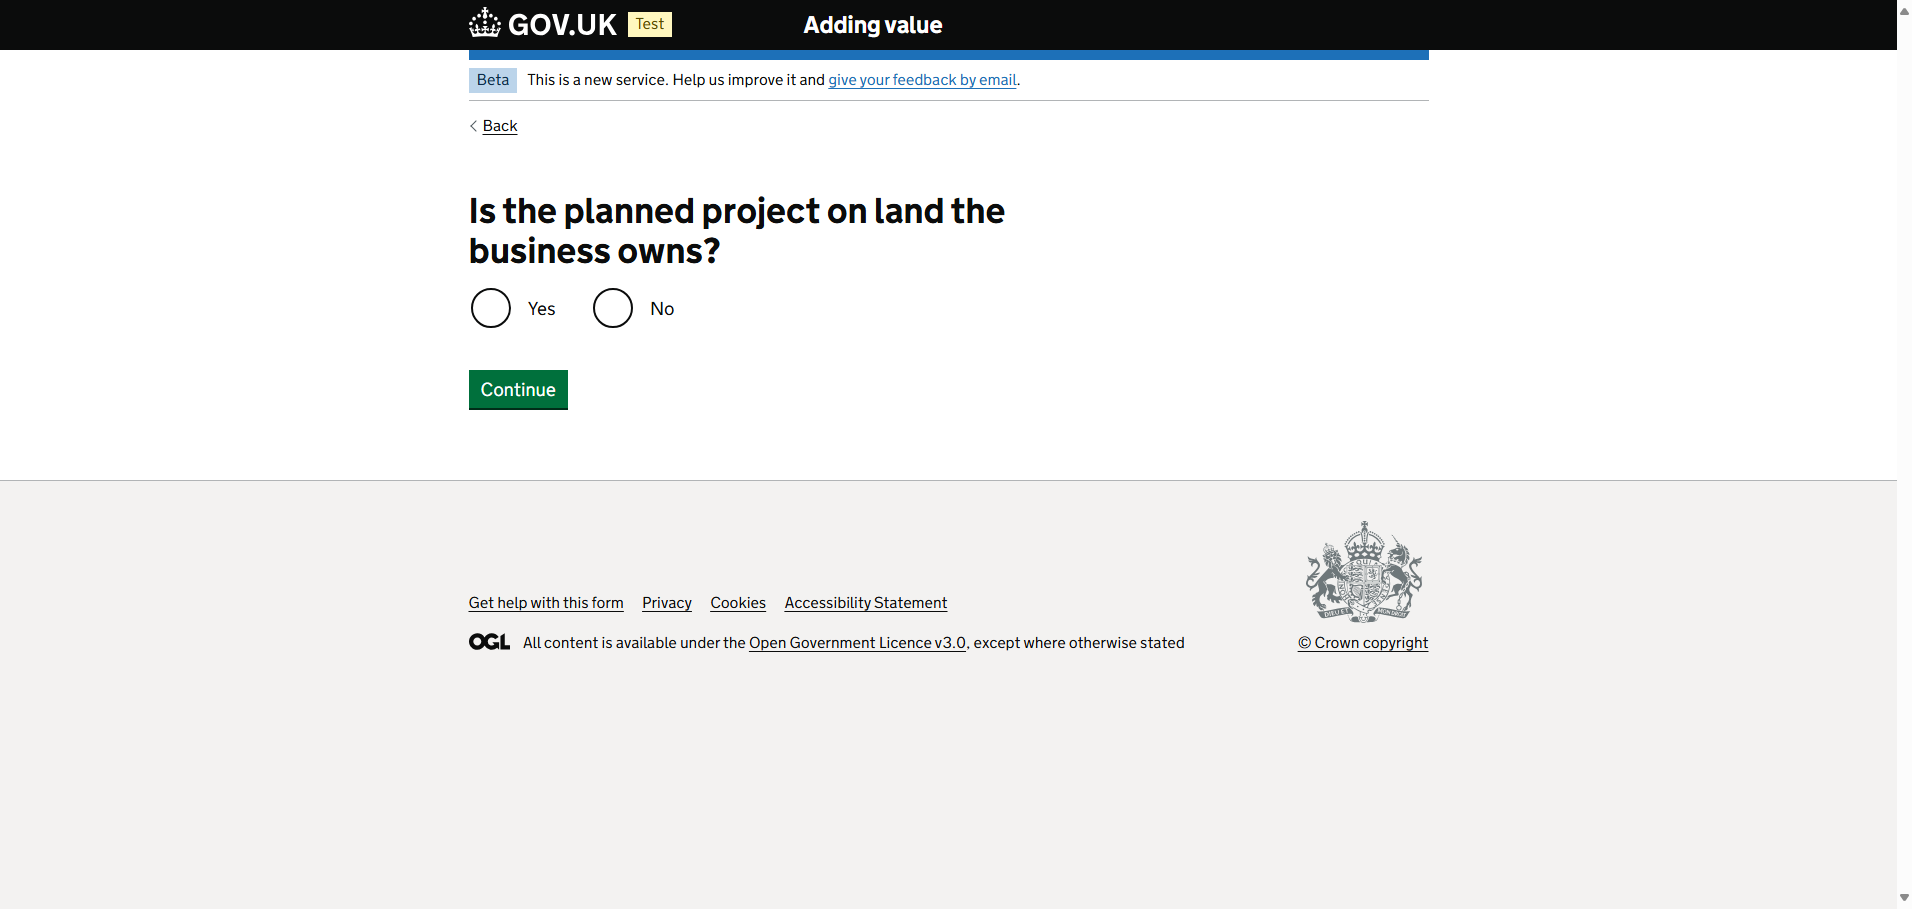 GOV.UK Test Adding value
Beta This is a new service. Help us improve it and give your feedback by email.
Back
Is the planned project on land the
business owns?
Yes No
Continue
Get help with this form Privacy Cookies Accessibility Statement
OGL All content is available under the Open Government Licence v3.0, except where otherwise stated
© Crown copyright